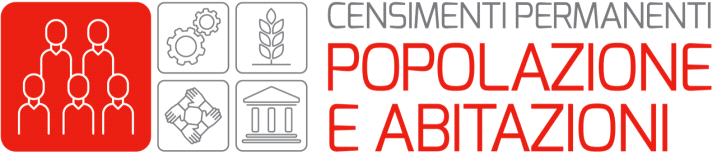 CENSIMENTI PERMANENTI
POPOLAZIONE
E ABITAZIONI